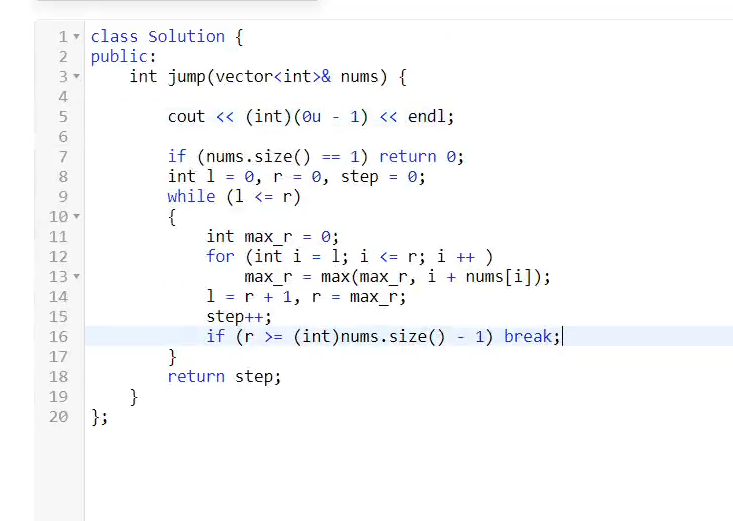 1 class Solution {
2 public:
3     int jump(vector<int>& nums) {
4
5         cout << (int)(0u - 1) << endl;
6
7         if (nums.size() == 1) return 0;
8         int l = 0, r = 0, step = 0;
9         while (l <= r)
10         {
11             int max_r = 0;
12             for (int i = l; i <= r; i ++ )
13                 max_r = max(max_r, i + nums[i]);
14             l = r + 1, r = max_r;
15             step++;
16             if (r >= (int)nums.size() - 1) break;
17         }
18         return step;
19     }
20 };